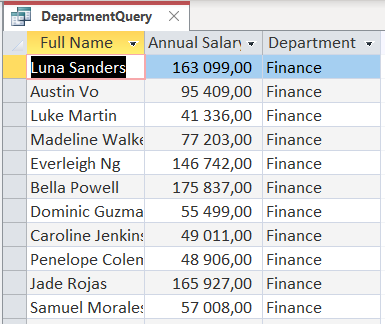 DepartmentQuery
Full Name Annual Salary Department
Luna Sanders 163 099,00 Finance
Austin Vo 95 409,00 Finance
Luke Martin 41 336,00 Finance
Madeline Walke 77 203,00 Finance
Everleigh Ng 146 742,00 Finance
Bella Powell 175 837,00 Finance
Dominic Guzma 55 499,00 Finance
Caroline Jenkins 49 011,00 Finance
Penelope Colem 48 906,00 Finance
Jade Rojas 165 927,00 Finance
Samuel Morales 57 008,00 Finance